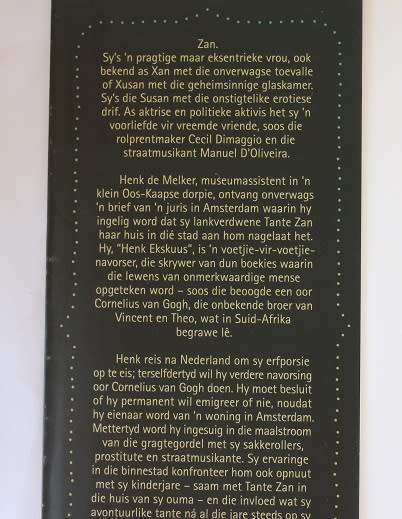 Zan.
Sy's 'n pragtige maar eksentrieke vrou, ook
bekend as Xan met die onverwagse toevalle
of Xusan met die geheimsinnige glaskamer.
Sy's die Susan met die onstigtelike erotiese
drif. As aktrise en politieke aktivis het sy 'n
voorliefde vir vreemde vriende, soos die
rolprentmaker Cecil Dimaggio en die
straatmusikant Manuel D'Oliveira.
Henk de Melker, museumassistent in 'n
klein Oos-Kaapse dorpie, ontvang onverwags
'n brief van 'n juris in Amsterdam waarin hy
ingelig word dat sy lankverdwene Tante Zan
haar huis in dié stad aan hom nagelaat het.
Hy, "Henk Ekskuus", is 'n voetjie-vir-voetjie-
navorser, die skrywer van dun boekies waarin
die lewens van onmerkwaardige mense
opgeteken word – soos die beoogde een oor
Cornelius van Gogh, die onbekende broer van
Vincent en Theo, wat in Suid-Afrika
begrawe lê.
Henk reis na Nederland om sy erfporsie
op te eis; terselfdertyd wil hy verdere navorsing
oor Cornelius van Gogh doen. Hy moet besluit
of hy permanent wil emigreer of nie, noudat
hy eienaar word van 'n woning in Amsterdam.
Mettertyd word hy ingesuig in die maalstroom
van die gragtegordel met sy sakkerollers,
prostitute en straatmusikante. Sy ervaringe
in die binnestad konfronteer hom ook opnuut
met sy kinderjare – saam met Tante Zan in
die huis van sy ouma – en die invloed wat sy
avontuurlike tante ná al die jare steeds op sy